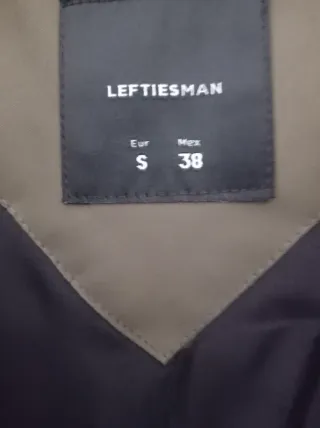 LEFTIESMAN
Eur Mex
S 38